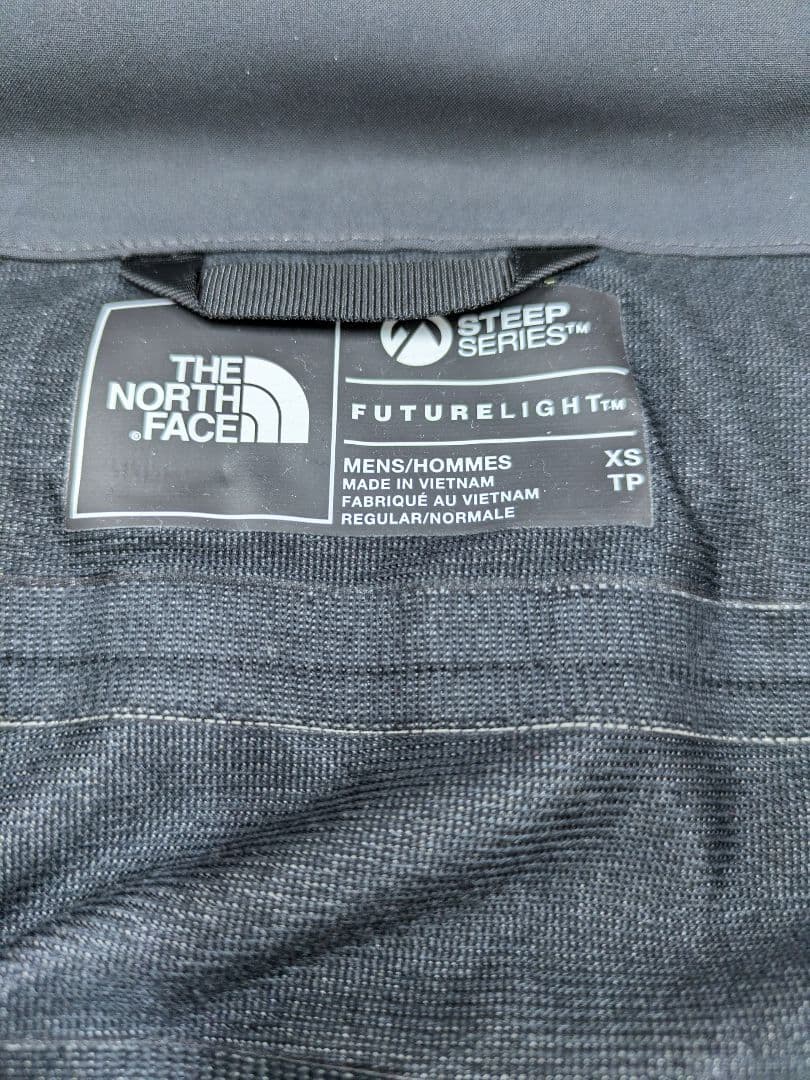 THE
NORTH
FACE
STEEP
SERIES™
FUTURELIGHT™
MENS/HOMMES XS
MADE IN VIETNAM TP
FABRIQUÉ AU VIETNAM
REGULAR/NORMALE